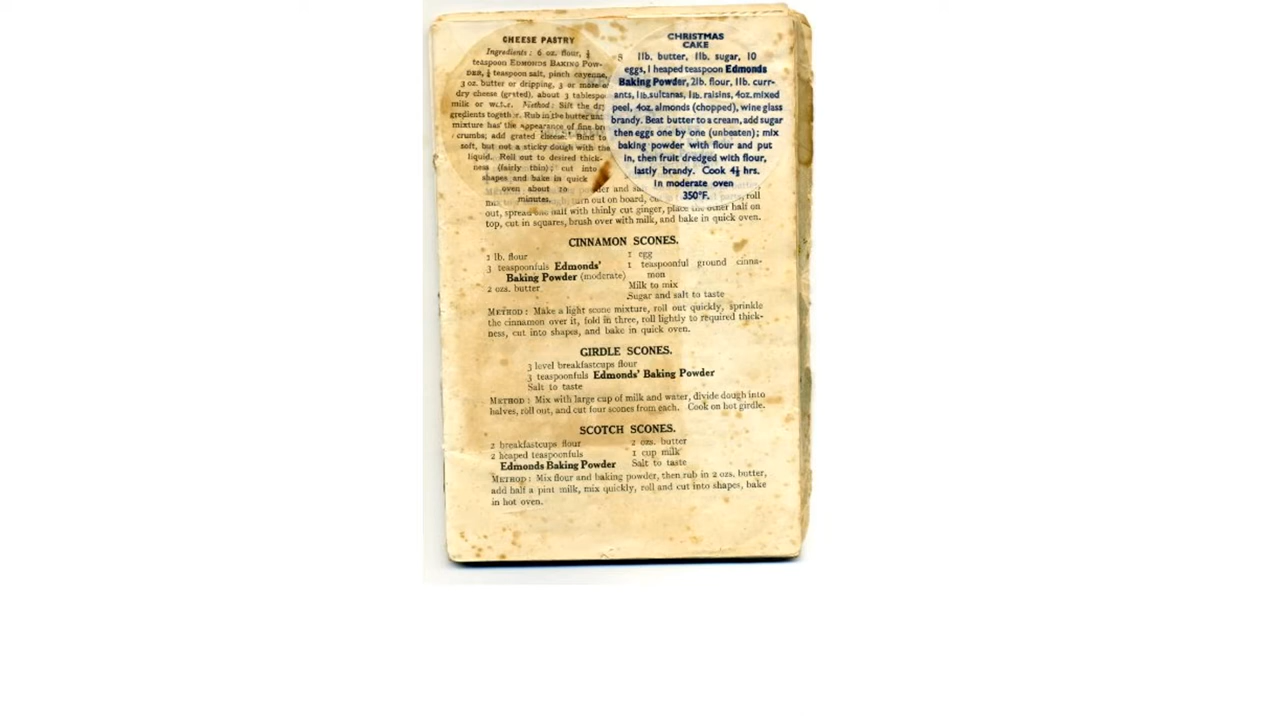 CHEESE PASTRY
Ingredients : 6 oz. flour, ½
teaspoon EDMONDS BAKING POW-
DER, ½ teaspoon salt, pinch cayenne,
3 oz. butter or dripping, 3 or more o
dry cheese (grated), about 3 tablespo
milk or water. Method : Sift the dry
gredients together. Rub in the butter unt
mixture has the appearance of fine br
crumbs; add grated cheese. Bind to
soft, but not a sticky dough with the
liquid. Roll out to desired thick-
ness (fairly thin); cut into
shapes and bake in quick
oven about 10
minutes.
CHRISTMAS
CAKE
1lb. butter, 1lb. sugar, 10
eggs, 1 heaped teaspoon Edmonds
Baking Powder, 2lb. flour, 1lb. curr-
ants, 1lb. sultanas, 1lb. raisins, 4oz. mixed
peel, 4oz. almonds (chopped), wine glass
brandy. Beat butter to a cream, add sugar
then eggs one by one (unbeaten); mix
baking powder with flour and put
in, then fruit dredged with flour,
lastly brandy. Cook 4½ hrs.
In moderate oven
350°F.
der and
turn out on board, roll
out, spread one half with thinly cut ginger, place the other half on
top, cut in squares, brush over with milk, and bake in quick oven.
CINNAMON SCONES.
1 lb. flour
3 teaspoonfuls Edmonds'
Baking Powder (moderate)
2 ozs. butter
1 egg
1 teaspoonful ground cinna-
mon
Milk to mix
Sugar and salt to taste
METHOD : Make a light scone mixture, roll out quickly, sprinkle
the cinnamon over it, fold in three, roll lightly to required thick-
ness, cut into shapes, and bake in quick oven.
GIRDLE SCONES.
3 level breakfastcups flour
3 teaspoonfuls Edmonds' Baking Powder
Salt to taste
METHOD : Mix with large cup of milk and water, divide dough into
halves, roll out, and cut four scones from each. Cook on hot girdle.
SCOTCH SCONES.
2 breakfastcups flour
2 heaped teaspoonfuls
Edmonds Baking Powder
2 ozs. butter
1 cup milk
Salt to taste
METHOD : Mix flour and baking powder, then rub in 2 ozs. butter,
add half a pint milk, mix quickly, roll and cut into shapes, bake
in hot oven.